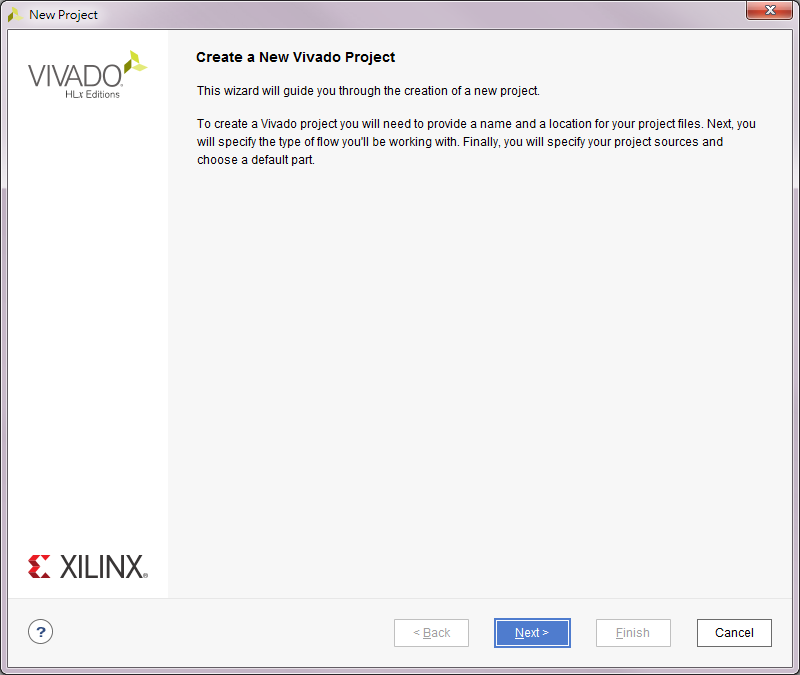 New Project
VIVADO
HLx Editions
Create a New Vivado Project
This wizard will guide you through the creation of a new project.
To create a Vivado project you will need to provide a name and a location for your project files. Next, you
will specify the type of flow you'll be working with. Finally, you will specify your project sources and
choose a default part.
XILINX®
?
< Back
Next >
Finish
Cancel